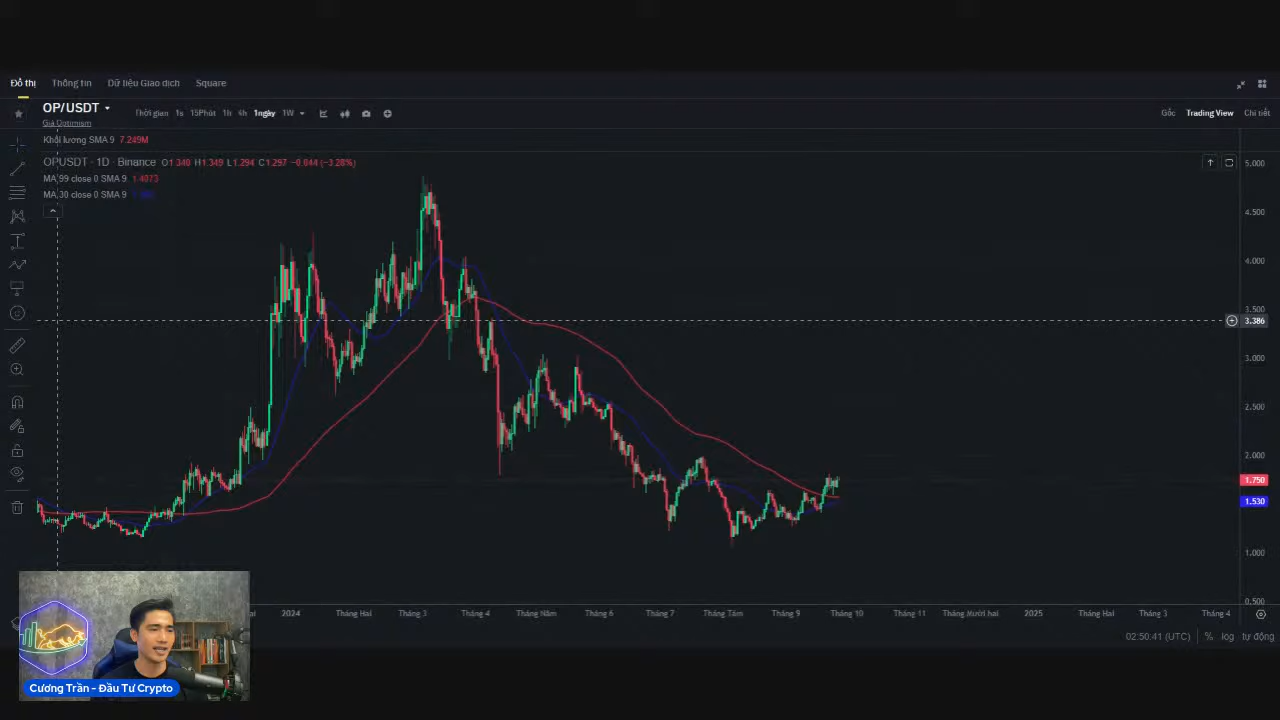 Đồ thị Thông tin Dữ liệu Giao dịch Square
OP/USDT
Giá Optimism
Thời gian 1s 15Phút 1h 4h 1ngày 1W
Gốc Trading View Chi tiết
Khối lượng SMA 9 7.249M
OPUSDT · 1D · Binance O1.340 H1.349 L1.294 C1.297 −0.044 (−3.28%)
MA 99 close 0 SMA 9 1.4073
MA 30 close 0 SMA 9
5.000
4.500
4.000
3.500
3.386
3.000
2.500
2.000
1.750
1.530
1.000
0.500
2024 Tháng Hai Tháng 3 Tháng 4 Tháng Năm Tháng 6 Tháng 7 Tháng Tám Tháng 9 Tháng 10 Tháng 11 Tháng Mười hai 2025 Tháng Hai Tháng 3 Tháng 4
02:50:41 (UTC) % log tự động
Cương Trần - Đầu Tư Crypto